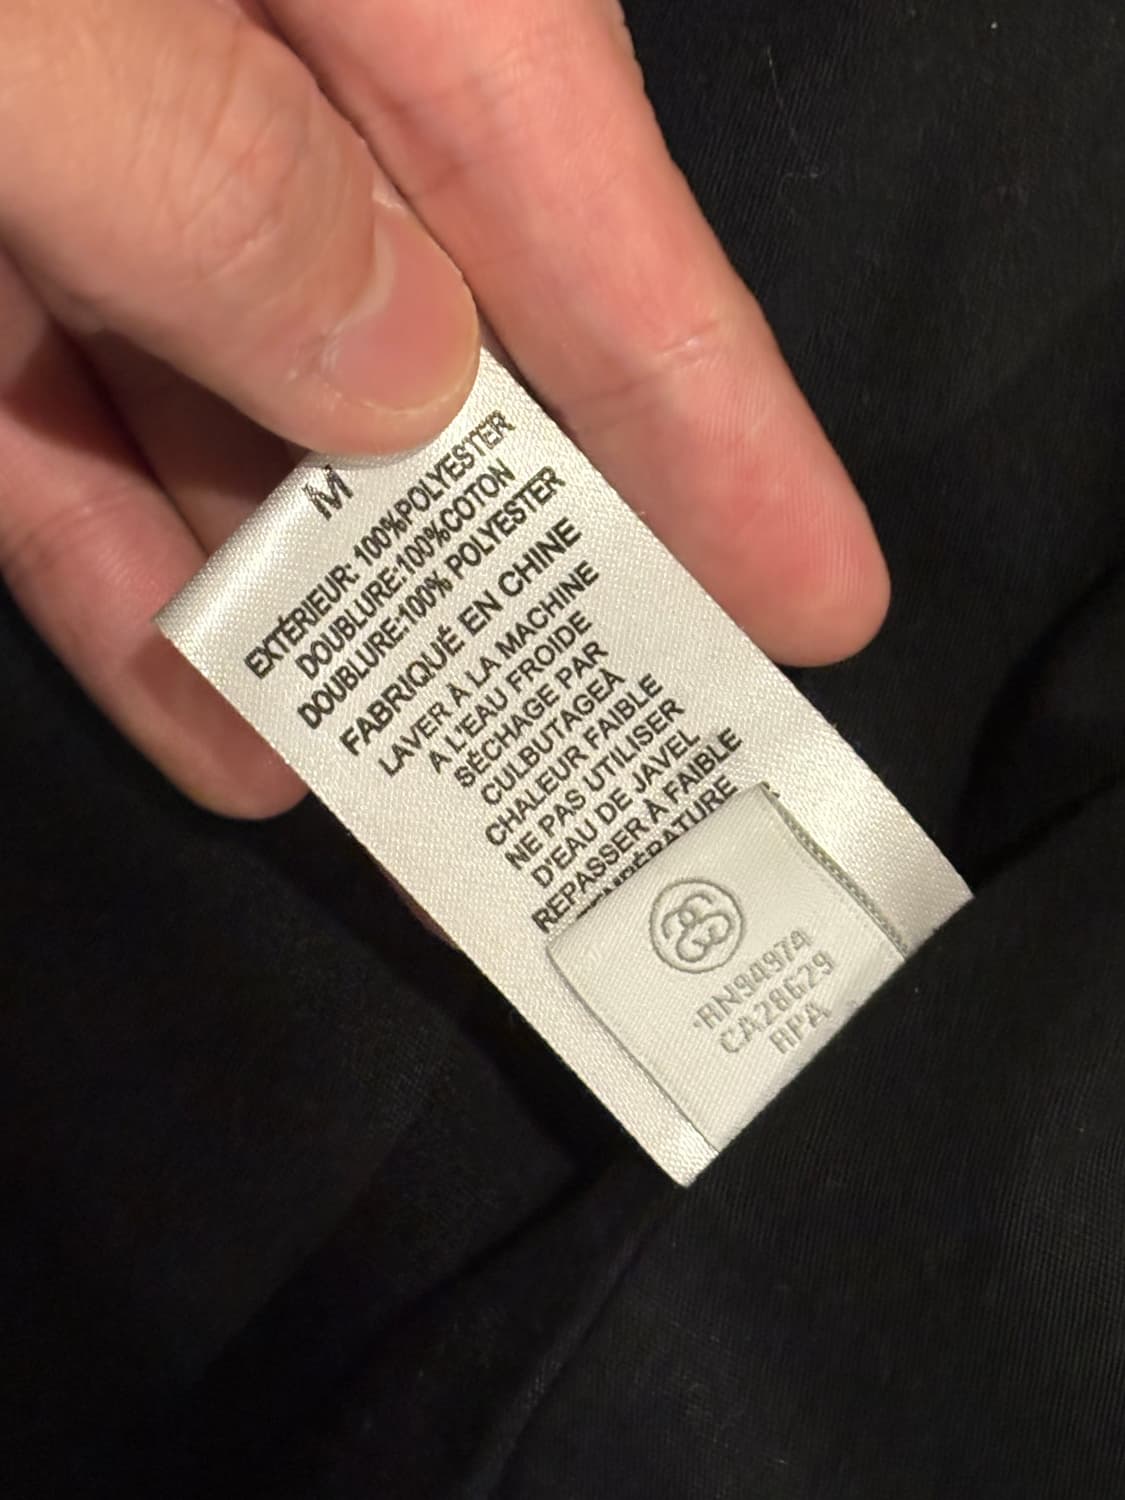 M
EXTÉRIEUR: 100%POLYESTER
DOUBLURE:100%COTON
DOUBLURE:100% POLYESTER
FABRIQUÉ EN CHINE
LAVER À LA MACHINE
À L'EAU FROIDE
SÉCHAGE PAR
CULBUTAGEÀ
CHALEUR FAIBLE
NE PAS UTILISER
D'EAU DE JAVEL
REPASSER À FAIBLE
TEMPÉRATURE
RN94974
CA28629